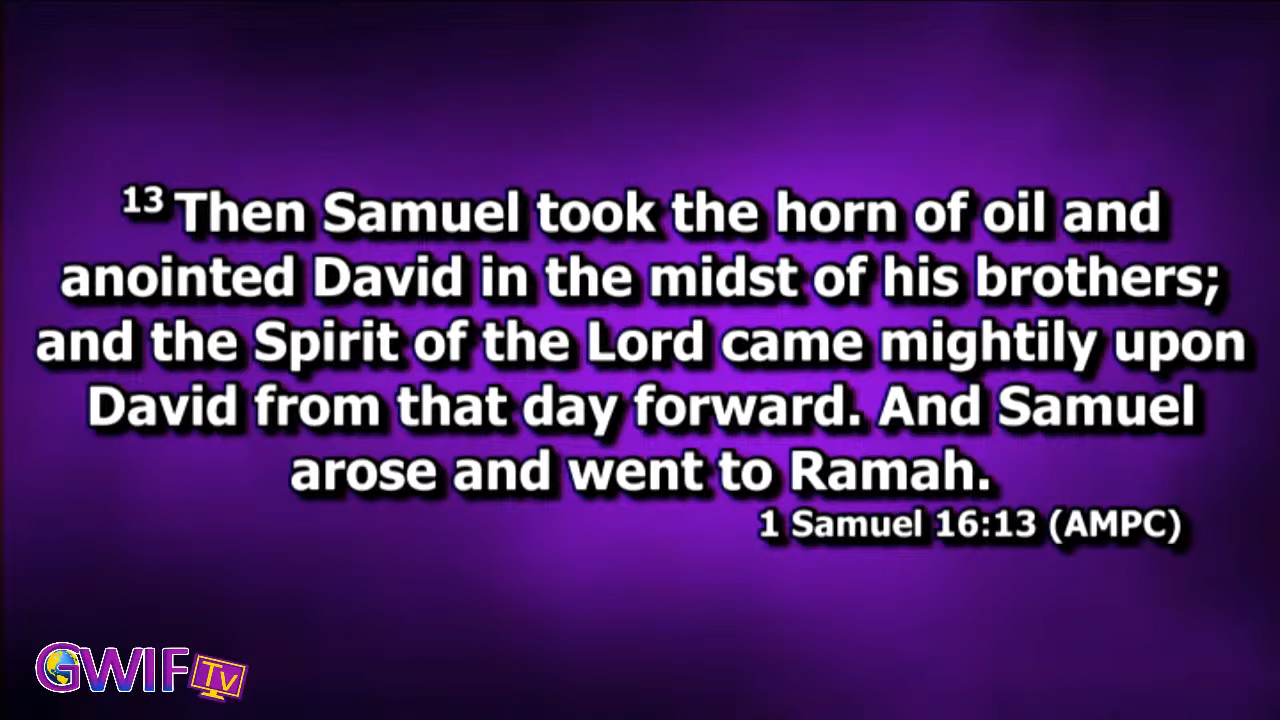 13 Then Samuel took the horn of oil and
anointed David in the midst of his brothers;
and the Spirit of the Lord came mightily upon
David from that day forward. And Samuel
arose and went to Ramah.
1 Samuel 16:13 (AMPC)
GWIF TV